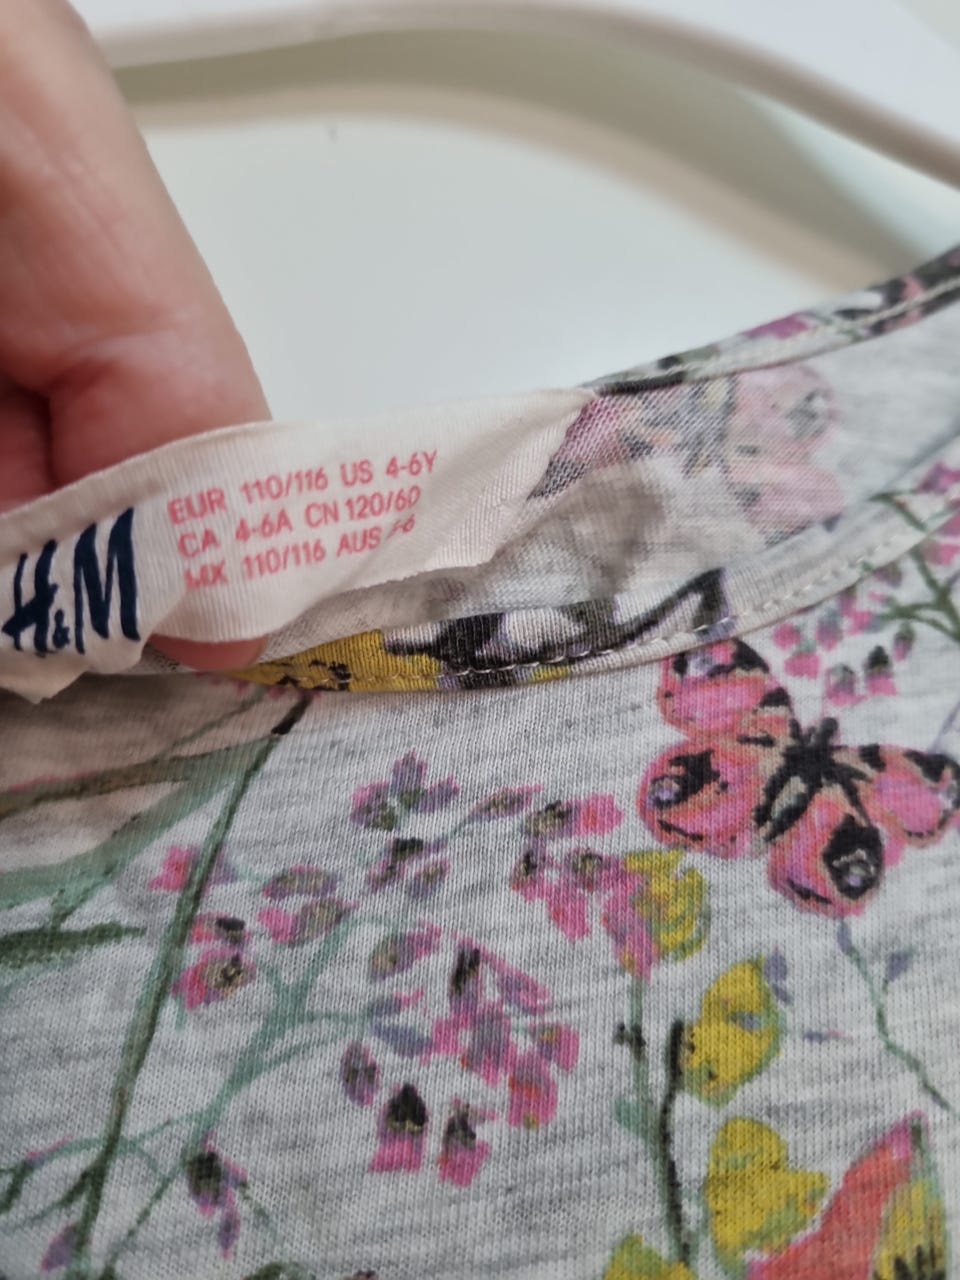 H&M
EUR 110/116 US 4-6Y
CA 4-6A CN 120/60
MX 110/116 AUS